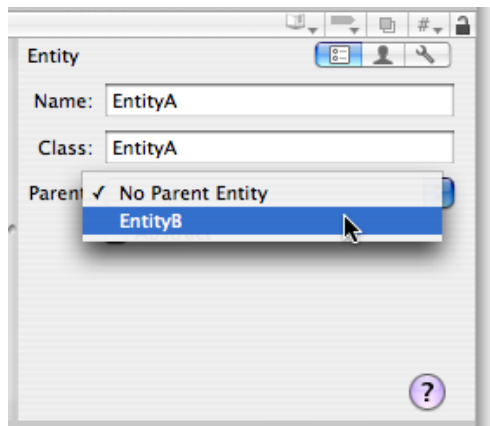 #
Entity
Name: EntityA
Class: EntityA
Parent ✓ No Parent Entity
EntityB
?